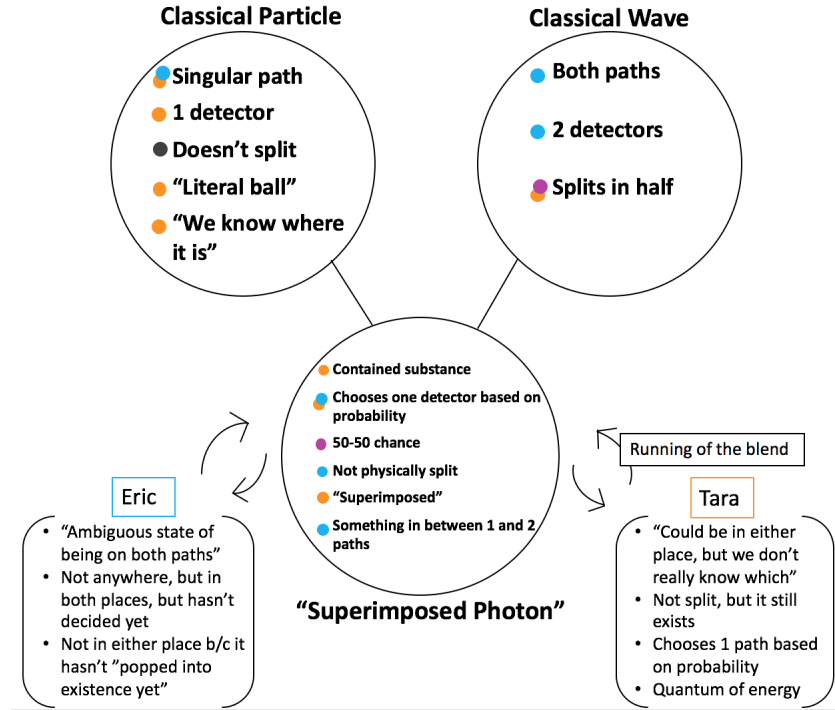 Classical Particle
Singular path
1 detector
Doesn’t split
“Literal ball”
“We know where
it is”
Classical Wave
Both paths
2 detectors
Splits in half
Contained substance
Chooses one detector based on
probability
50-50 chance
Not physically split
“Superimposed”
Something in between 1 and 2
paths
“Superimposed Photon”
Running of the blend
Eric
• “Ambiguous state of
being on both paths”
• Not anywhere, but in
both places, but hasn’t
decided yet
• Not in either place b/c it
hasn’t ”popped into
existence yet”
Tara
• “Could be in either
place, but we don’t
really know which”
• Not split, but it still
exists
• Chooses 1 path based
on probability
• Quantum of energy